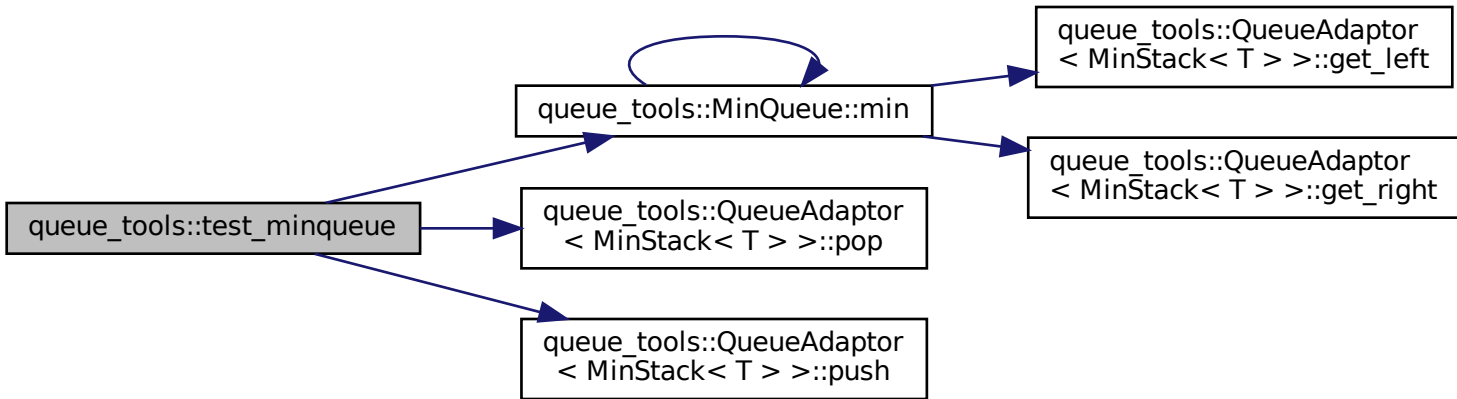 queue_tools::test_minqueue
queue_tools::MinQueue::min
queue_tools::QueueAdaptor
< MinStack< T > >::get_left
queue_tools::QueueAdaptor
< MinStack< T > >::get_right
queue_tools::QueueAdaptor
< MinStack< T > >::pop
queue_tools::QueueAdaptor
< MinStack< T > >::push